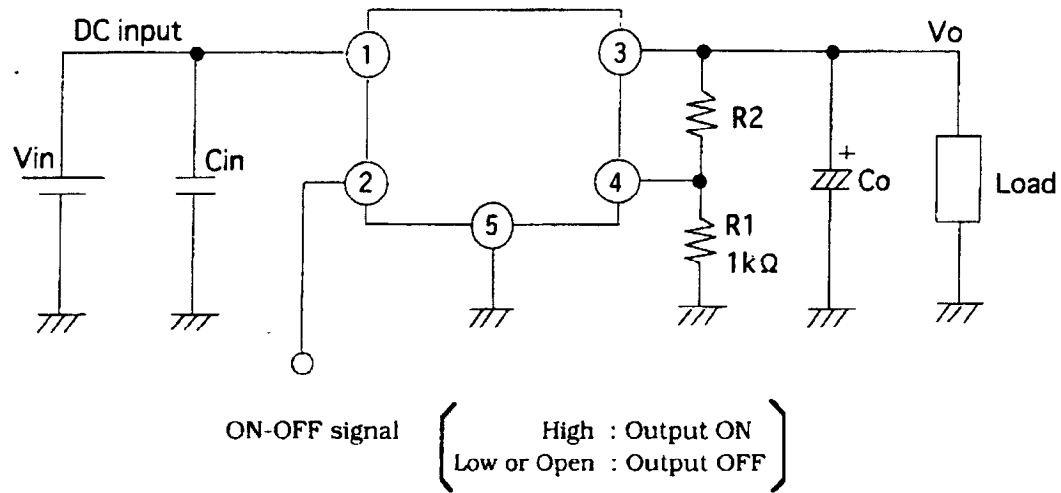 DC input
1
3
Vo
R2
Vin
Cin
2
4
+
Co
Load
5
R1
1kΩ
ON-OFF signal
High : Output ON
Low or Open : Output OFF